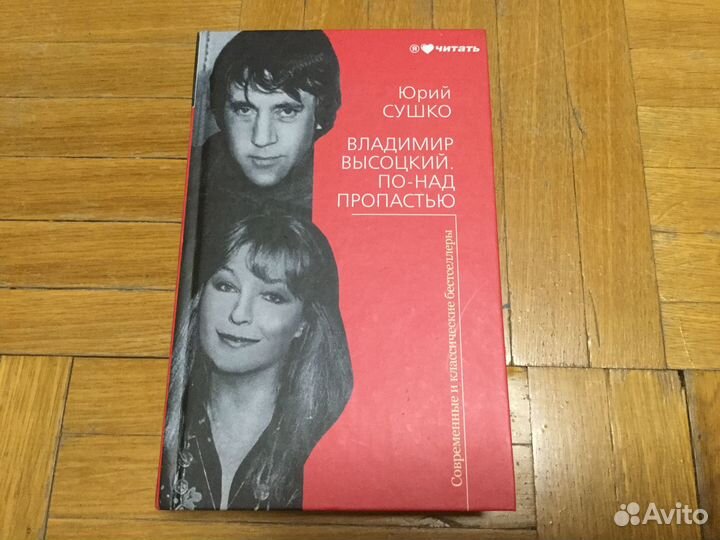 ® читать
Юрий
СУШКО
ВЛАДИМИР
ВЫСОЦКИЙ.
ПО-НАД
ПРОПАСТЬЮ
Современные и классические бестселлеры
Avito